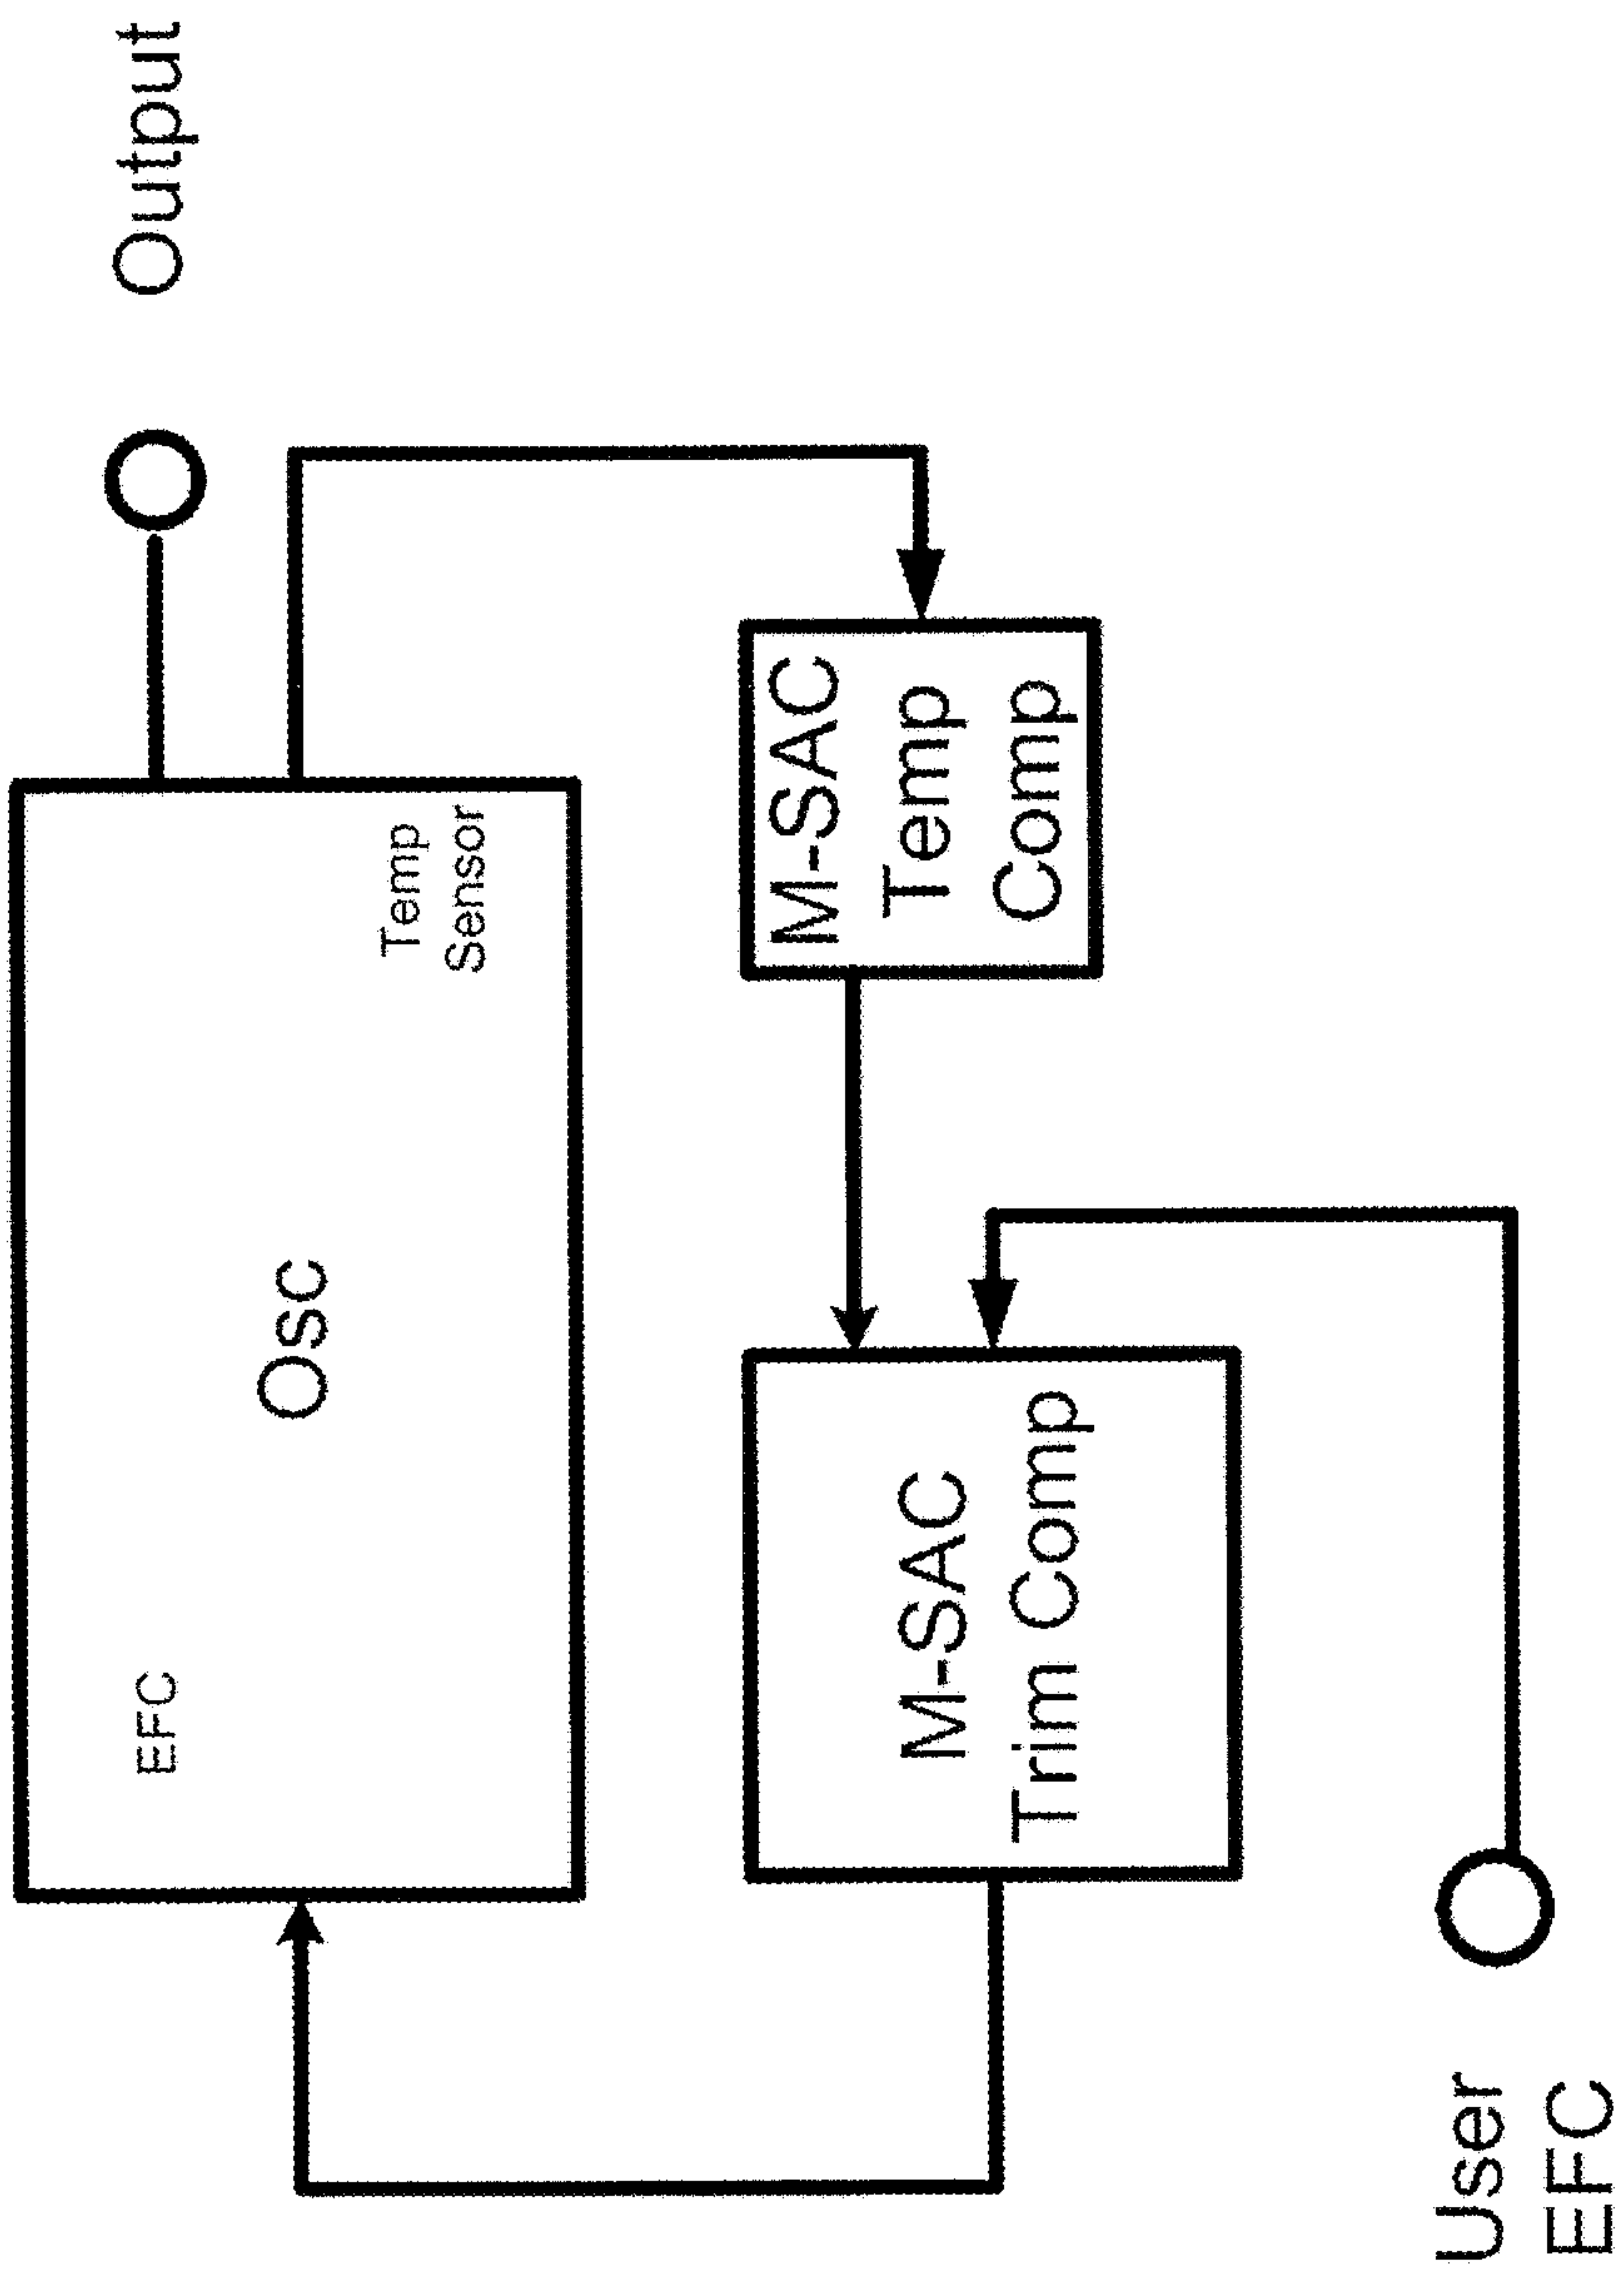 Output
EFC
Osc
Temp
Sensor
M-SAC
Trim Comp
M-SAC
Temp
Comp
User
EFC